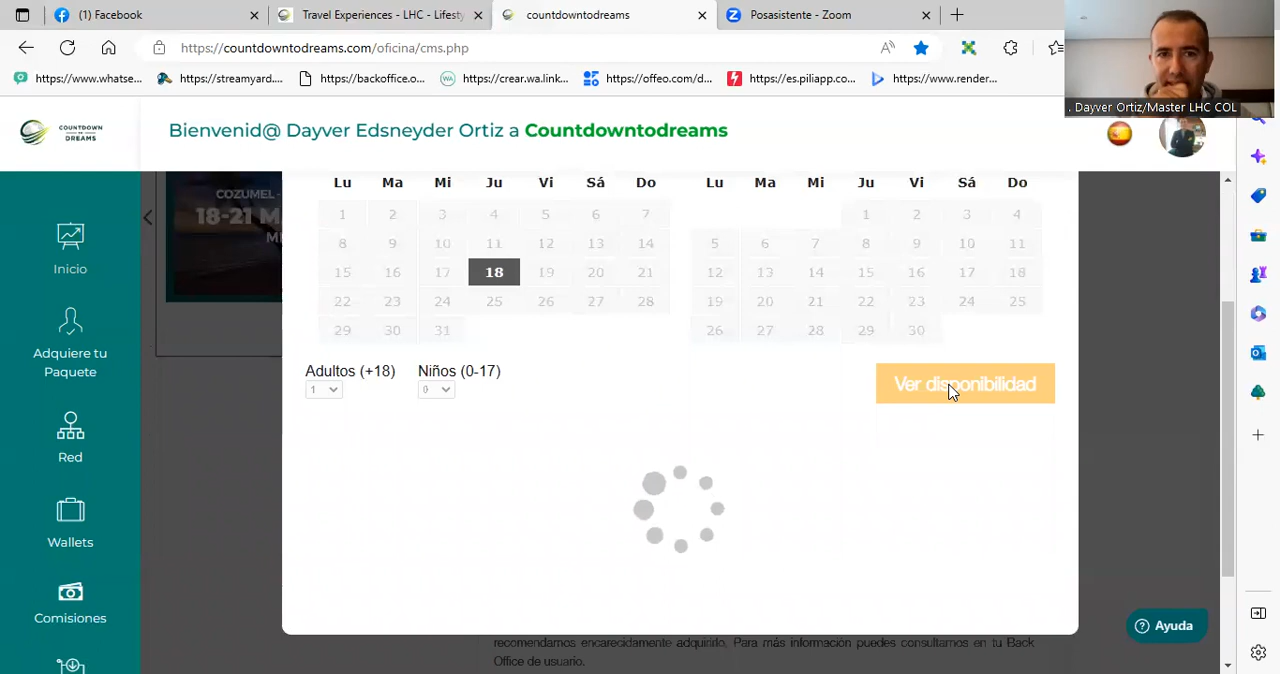 (1) Facebook
Travel Experiences - LHC - Lifesty
countdowntodreams
Posasistente - Zoom
https://countdowntodreams.com/oficina/cms.php
https://www.whatse...
https://streamyard....
https://backoffice.o...
https://crear.wa.link...
https://offeo.com/d...
https://es.piliapp.co...
https://www.render...
. Dayver Ortiz/Master LHC COL
COUNTDOWN
TO
DREAMS
Bienvenid@ Dayver Edsneyder Ortiz a Countdowntodreams
COZUMEL -
18-21 M
Inicio
Adquiere tu
Paquete
Red
Wallets
Comisiones
Lu Ma Mi Ju Vi Sá Do
1 2 3 4 5 6 7
8 9 10 11 12 13 14
15 16 17 18 19 20 21
22 23 24 25 26 27 28
29 30 31
Lu Ma Mi Ju Vi Sá Do
1 2 3 4
5 6 7 8 9 10 11
12 13 14 15 16 17 18
19 20 21 22 23 24 25
26 27 28 29 30
Adultos (+18) Niños (0-17)
1 0
Ver disponibilidad
recomendamos encarecidamente adquirirlo. Para más información puedes consultarnos en tu Back
Office de usuario.
Ayuda